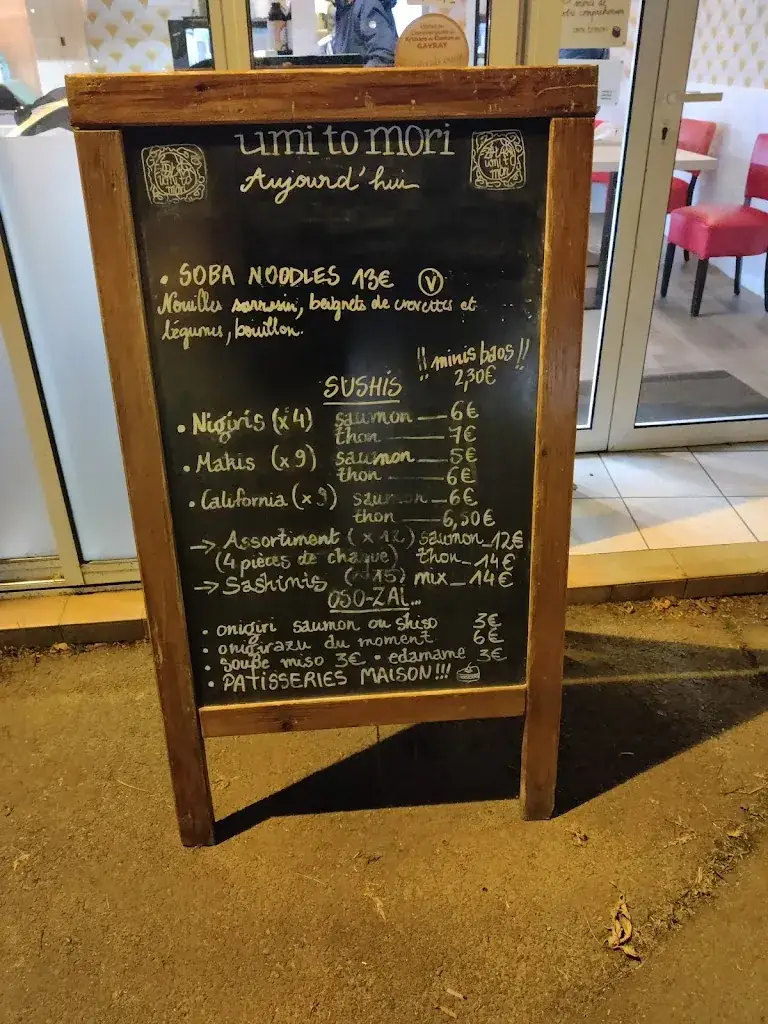 GAVRAY
umi to mori
Aujourd'hui
• SOBA NOODLES 13€ Ⓥ
Nouilles sarrasin, beignets de crevettes et
légumes, bouillon.
!! minis baos !!
2,30€
SUSHIS
• Nigiris (x4) saumon — 6€
thon — 7€
• Makis (x9) saumon — 5€
thon — 6€
• California (x9) saumon — 6€
thon — 6,50€
→ Assortiment (x12) saumon - 12€
(4 pièces de chaque) thon - 14€
→ Sashimis (x15) mix - 14€
OSO-ZAI...
• onigiri saumon ou shiso 3€
• onigirazu du moment 6€
• soupe miso 3€ • edamame 3€
• PATISSERIES MAISON!!!